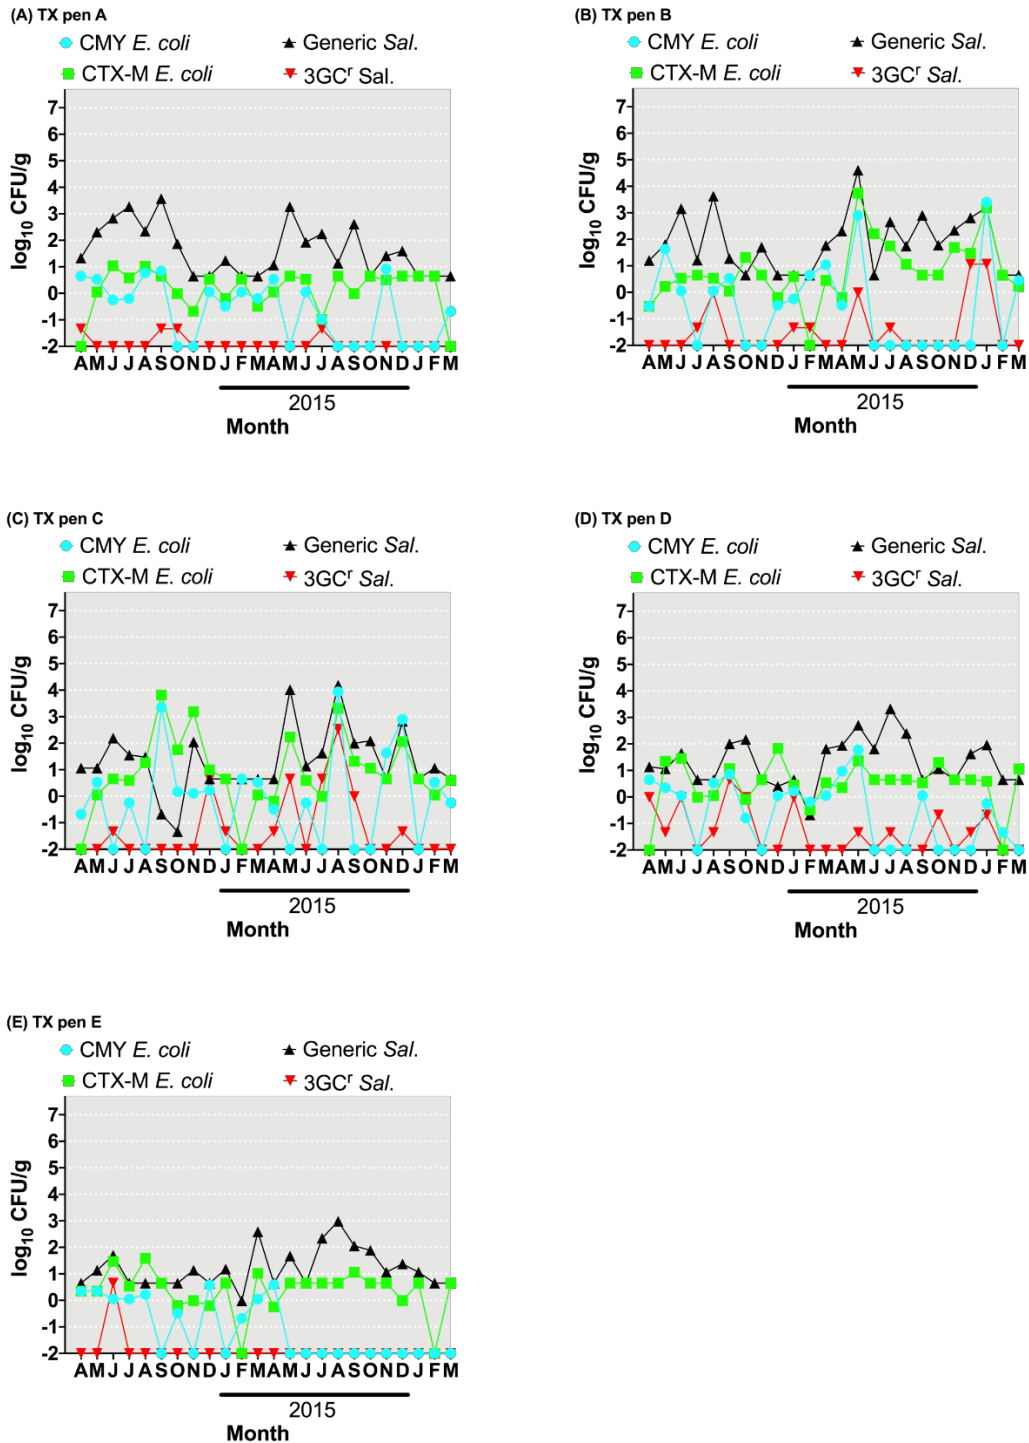 (A) TX pen A
CMY E. coli
Generic Sal.
CTX-M E. coli
3GCʳ Sal.
log₁₀ CFU/g
7
6
5
4
3
2
1
0
-1
-2
A M J J A S O N D J F M A M J J A S O N D J F M
2015
Month
(B) TX pen B
CMY E. coli
Generic Sal.
CTX-M E. coli
3GCʳ Sal.
log₁₀ CFU/g
7
6
5
4
3
2
1
0
-1
-2
A M J J A S O N D J F M A M J J A S O N D J F M
2015
Month
(C) TX pen C
CMY E. coli
Generic Sal.
CTX-M E. coli
3GCʳ Sal.
log₁₀ CFU/g
7
6
5
4
3
2
1
0
-1
-2
A M J J A S O N D J F M A M J J A S O N D J F M
2015
Month
(D) TX pen D
CMY E. coli
Generic Sal.
CTX-M E. coli
3GCʳ Sal.
log₁₀ CFU/g
7
6
5
4
3
2
1
0
-1
-2
A M J J A S O N D J F M A M J J A S O N D J F M
2015
Month
(E) TX pen E
CMY E. coli
Generic Sal.
CTX-M E. coli
3GCʳ Sal.
log₁₀ CFU/g
7
6
5
4
3
2
1
0
-1
-2
A M J J A S O N D J F M A M J J A S O N D J F M
2015
Month